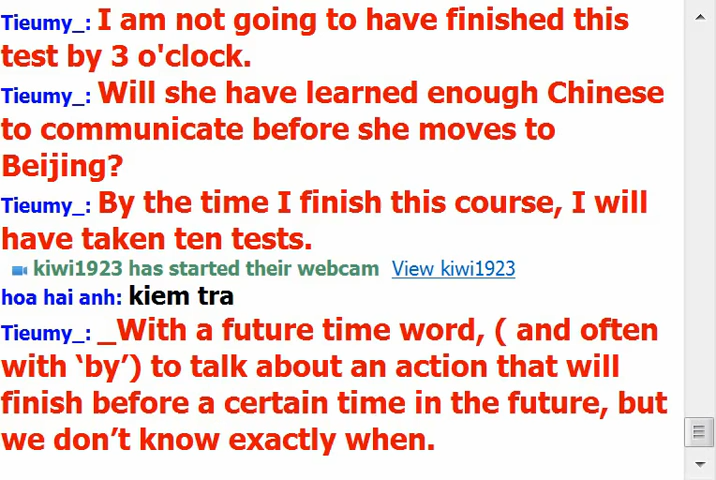 Tieumy_: I am not going to have finished this
test by 3 o'clock.
Tieumy_: Will she have learned enough Chinese
to communicate before she moves to
Beijing?
Tieumy_: By the time I finish this course, I will
have taken ten tests.
kiwi1923 has started their webcam View kiwi1923
hoa hai anh: kiem tra
Tieumy_: _With a future time word, ( and often
with ‘by’) to talk about an action that will
finish before a certain time in the future, but
we don’t know exactly when.